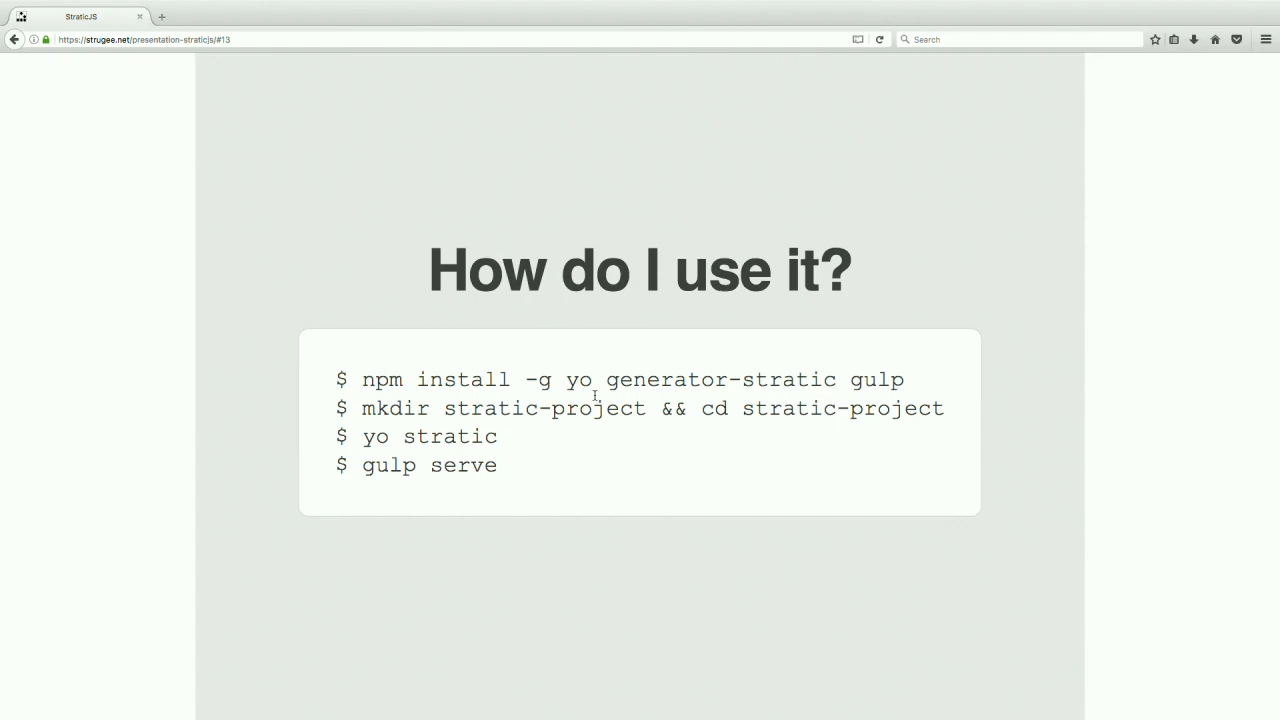 StraticJS
https://strugee.net/presentation-straticjs/#13
Search
How do I use it?
$ npm install -g yo generator-stratic gulp
$ mkdir stratic-project && cd stratic-project
$ yo stratic
$ gulp serve